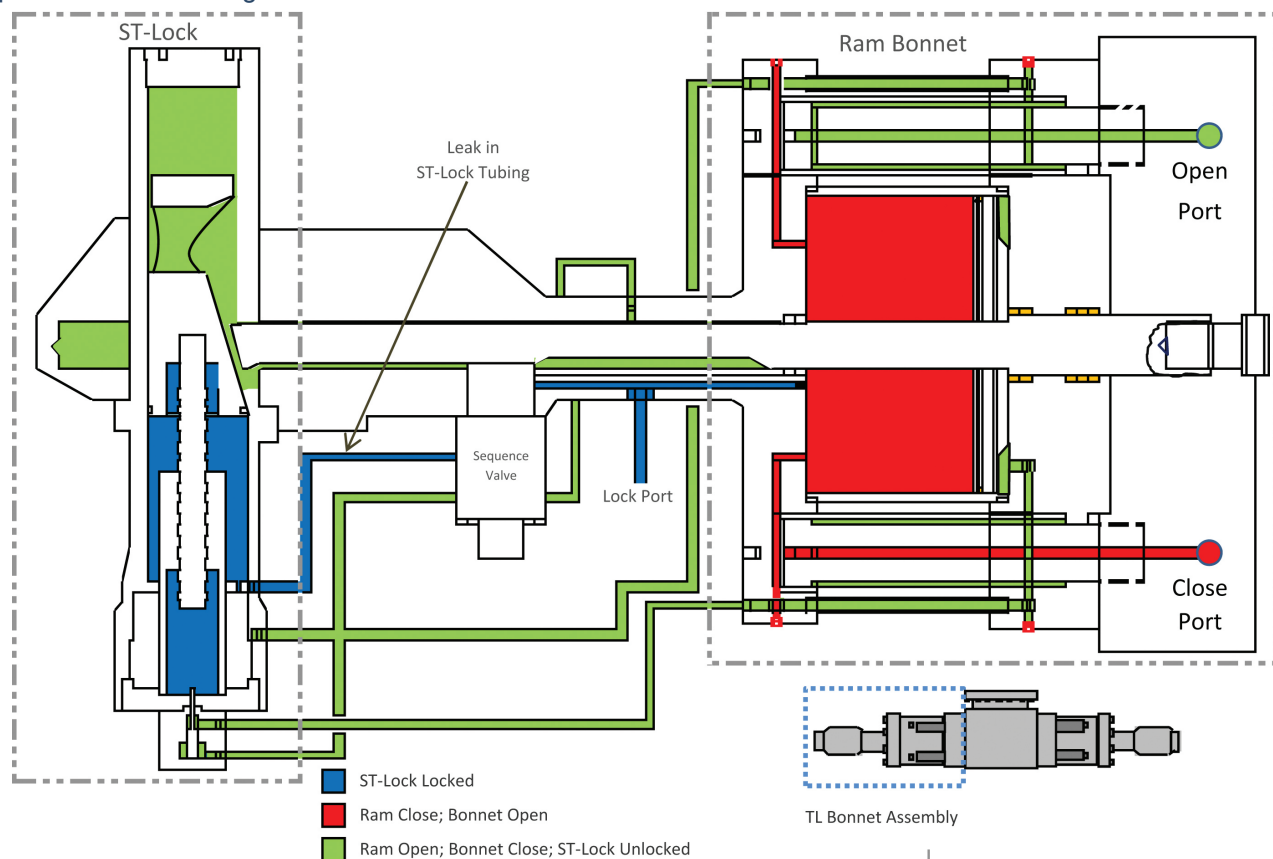 ST-Lock
Ram Bonnet
Leak in
ST-Lock Tubing
Open
Port
Sequence
Valve
Lock Port
Close
Port
ST-Lock Locked
Ram Close; Bonnet Open
Ram Open; Bonnet Close; ST-Lock Unlocked
TL Bonnet Assembly